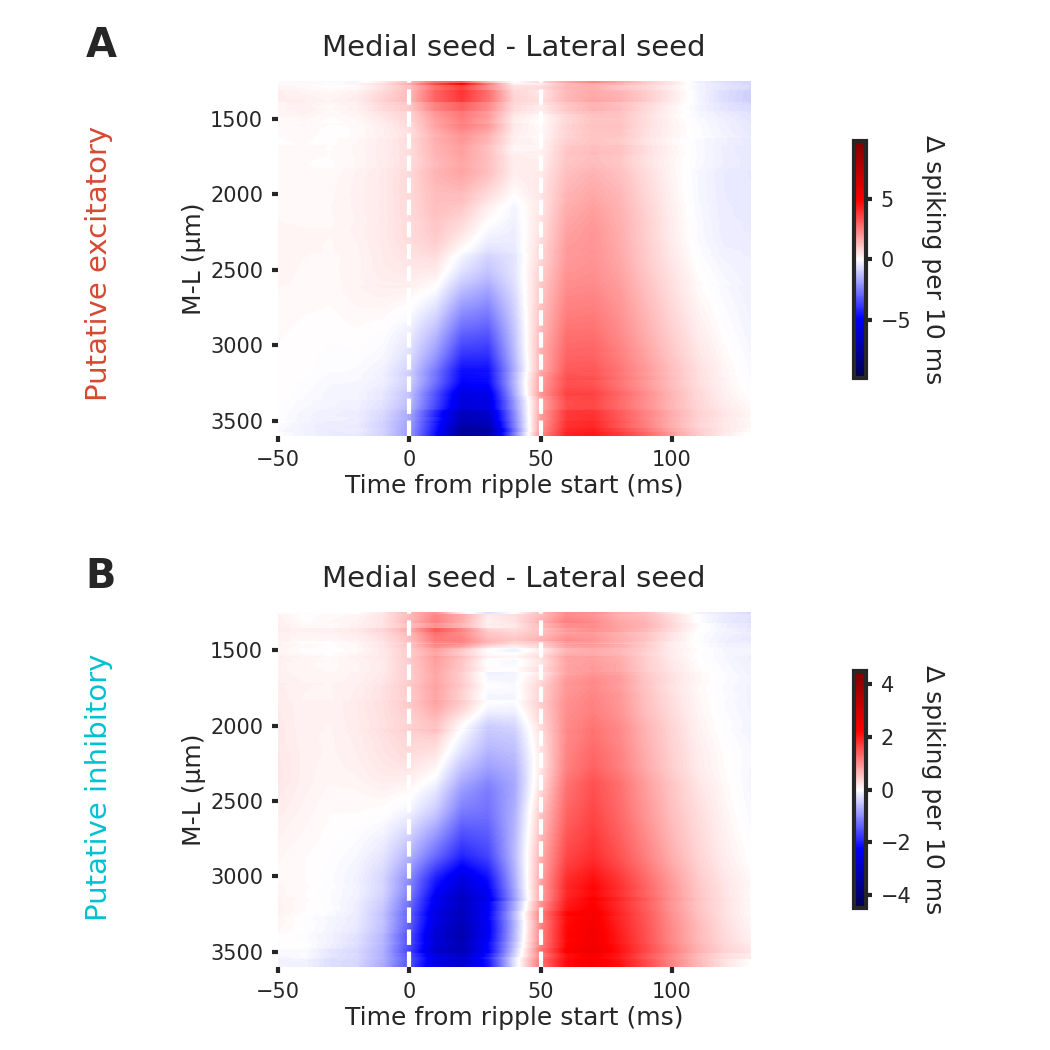 A
Medial seed - Lateral seed
Putative excitatory
M-L (µm)
1500
2000
2500
3000
3500
−50
0
50
100
Time from ripple start (ms)
5
0
−5
Δ spiking per 10 ms
B
Medial seed - Lateral seed
Putative inhibitory
M-L (µm)
1500
2000
2500
3000
3500
−50
0
50
100
Time from ripple start (ms)
4
2
0
−2
−4
Δ spiking per 10 ms